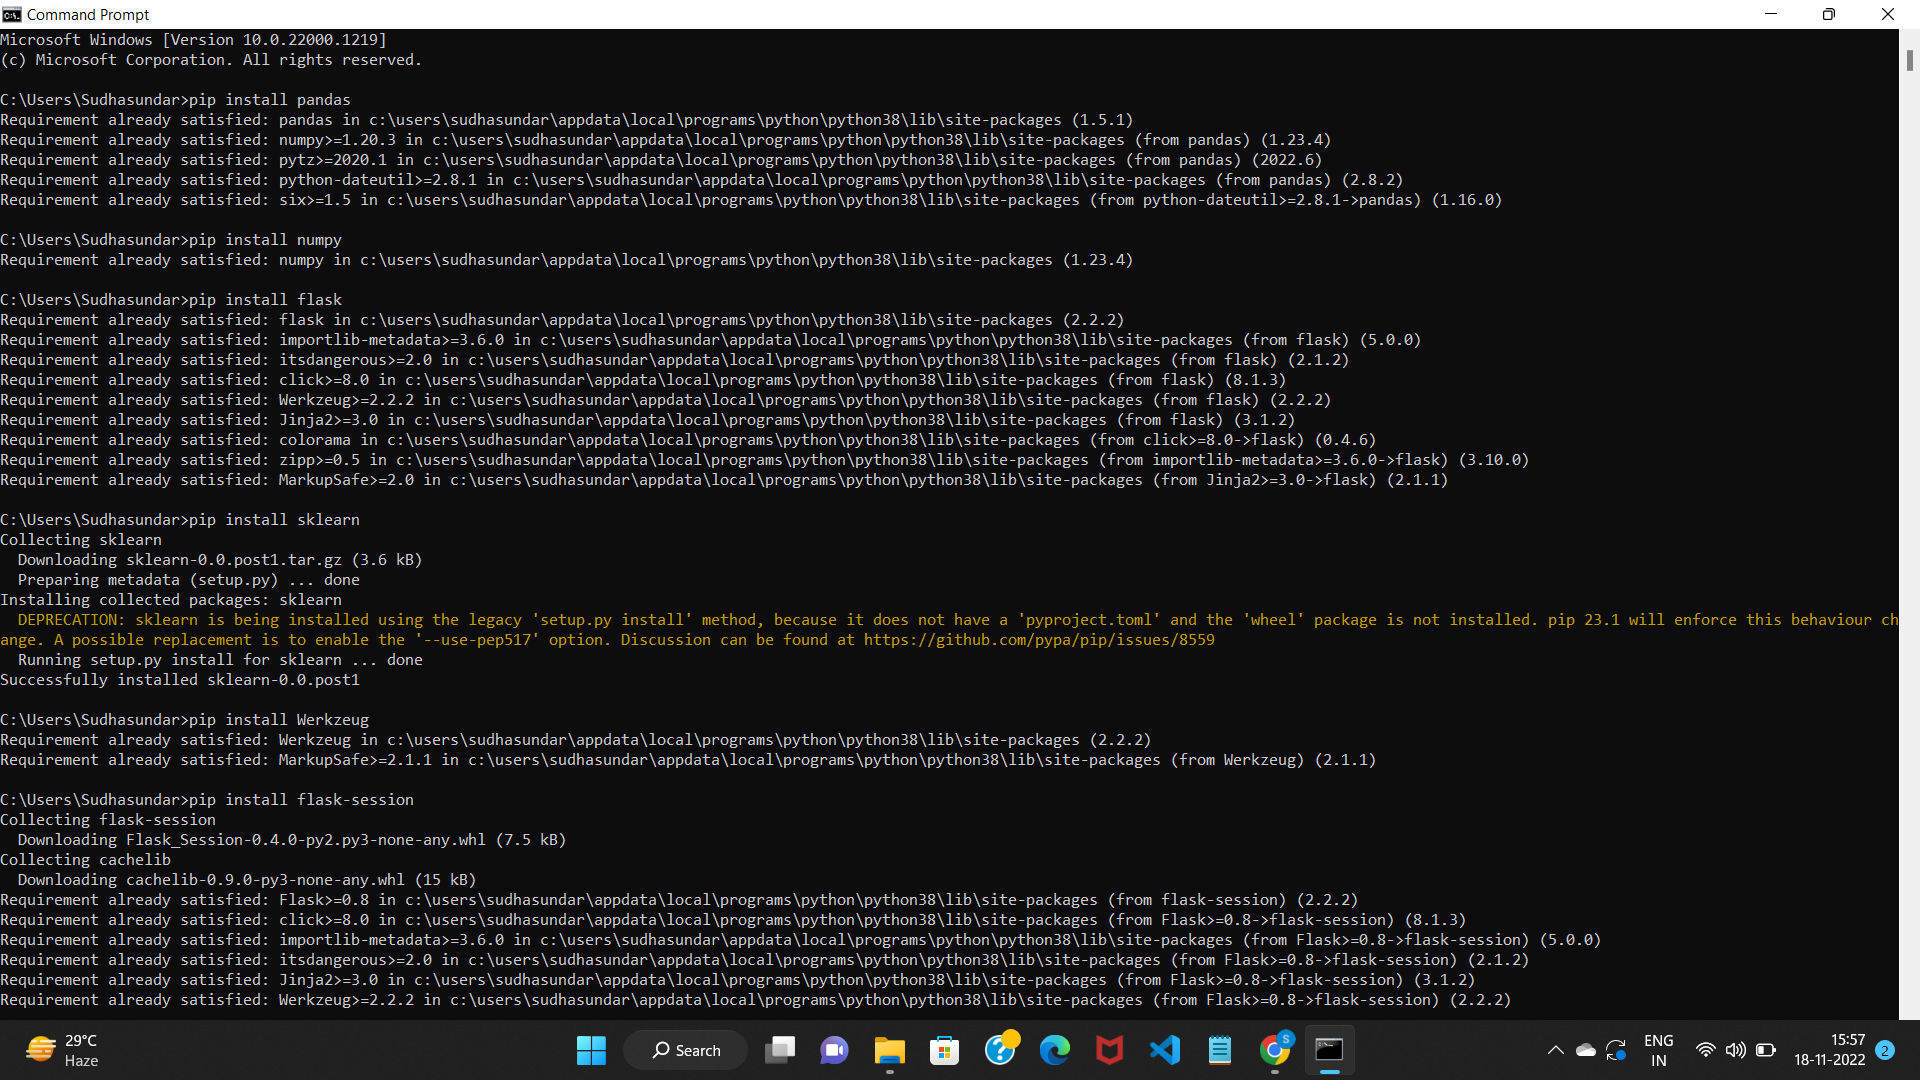 Command Prompt
Microsoft Windows [Version 10.0.22000.1219]
(c) Microsoft Corporation. All rights reserved.
C:\Users\Sudhasundar>pip install pandas
Requirement already satisfied: pandas in c:\users\sudhasundar\appdata\local\programs\python\python38\lib\site-packages (1.5.1)
Requirement already satisfied: numpy>=1.20.3 in c:\users\sudhasundar\appdata\local\programs\python\python38\lib\site-packages (from pandas) (1.23.4)
Requirement already satisfied: pytz>=2020.1 in c:\users\sudhasundar\appdata\local\programs\python\python38\lib\site-packages (from pandas) (2022.6)
Requirement already satisfied: python-dateutil>=2.8.1 in c:\users\sudhasundar\appdata\local\programs\python\python38\lib\site-packages (from pandas) (2.8.2)
Requirement already satisfied: six>=1.5 in c:\users\sudhasundar\appdata\local\programs\python\python38\lib\site-packages (from python-dateutil>=2.8.1->pandas) (1.16.0)
C:\Users\Sudhasundar>pip install numpy
Requirement already satisfied: numpy in c:\users\sudhasundar\appdata\local\programs\python\python38\lib\site-packages (1.23.4)
C:\Users\Sudhasundar>pip install flask
Requirement already satisfied: flask in c:\users\sudhasundar\appdata\local\programs\python\python38\lib\site-packages (2.2.2)
Requirement already satisfied: importlib-metadata>=3.6.0 in c:\users\sudhasundar\appdata\local\programs\python\python38\lib\site-packages (from flask) (5.0.0)
Requirement already satisfied: itsdangerous>=2.0 in c:\users\sudhasundar\appdata\local\programs\python\python38\lib\site-packages (from flask) (2.1.2)
Requirement already satisfied: click>=8.0 in c:\users\sudhasundar\appdata\local\programs\python\python38\lib\site-packages (from flask) (8.1.3)
Requirement already satisfied: Werkzeug>=2.2.2 in c:\users\sudhasundar\appdata\local\programs\python\python38\lib\site-packages (from flask) (2.2.2)
Requirement already satisfied: Jinja2>=3.0 in c:\users\sudhasundar\appdata\local\programs\python\python38\lib\site-packages (from flask) (3.1.2)
Requirement already satisfied: colorama in c:\users\sudhasundar\appdata\local\programs\python\python38\lib\site-packages (from click>=8.0->flask) (0.4.6)
Requirement already satisfied: zipp>=0.5 in c:\users\sudhasundar\appdata\local\programs\python\python38\lib\site-packages (from importlib-metadata>=3.6.0->flask) (3.10.0)
Requirement already satisfied: MarkupSafe>=2.0 in c:\users\sudhasundar\appdata\local\programs\python\python38\lib\site-packages (from Jinja2>=3.0->flask) (2.1.1)
C:\Users\Sudhasundar>pip install sklearn
Collecting sklearn
Downloading sklearn-0.0.post1.tar.gz (3.6 kB)
Preparing metadata (setup.py) ... done
Installing collected packages: sklearn
DEPRECATION: sklearn is being installed using the legacy 'setup.py install' method, because it does not have a 'pyproject.toml' and the 'wheel' package is not installed. pip 23.1 will enforce this behaviour ch
ange. A possible replacement is to enable the '--use-pep517' option. Discussion can be found at https://github.com/pypa/pip/issues/8559
Running setup.py install for sklearn ... done
Successfully installed sklearn-0.0.post1
C:\Users\Sudhasundar>pip install Werkzeug
Requirement already satisfied: Werkzeug in c:\users\sudhasundar\appdata\local\programs\python\python38\lib\site-packages (2.2.2)
Requirement already satisfied: MarkupSafe>=2.1.1 in c:\users\sudhasundar\appdata\local\programs\python\python38\lib\site-packages (from Werkzeug) (2.1.1)
C:\Users\Sudhasundar>pip install flask-session
Collecting flask-session
Downloading Flask_Session-0.4.0-py2.py3-none-any.whl (7.5 kB)
Collecting cachelib
Downloading cachelib-0.9.0-py3-none-any.whl (15 kB)
Requirement already satisfied: Flask>=0.8 in c:\users\sudhasundar\appdata\local\programs\python\python38\lib\site-packages (from flask-session) (2.2.2)
Requirement already satisfied: click>=8.0 in c:\users\sudhasundar\appdata\local\programs\python\python38\lib\site-packages (from Flask>=0.8->flask-session) (8.1.3)
Requirement already satisfied: importlib-metadata>=3.6.0 in c:\users\sudhasundar\appdata\local\programs\python\python38\lib\site-packages (from Flask>=0.8->flask-session) (5.0.0)
Requirement already satisfied: itsdangerous>=2.0 in c:\users\sudhasundar\appdata\local\programs\python\python38\lib\site-packages (from Flask>=0.8->flask-session) (2.1.2)
Requirement already satisfied: Jinja2>=3.0 in c:\users\sudhasundar\appdata\local\programs\python\python38\lib\site-packages (from Flask>=0.8->flask-session) (3.1.2)
Requirement already satisfied: Werkzeug>=2.2.2 in c:\users\sudhasundar\appdata\local\programs\python\python38\lib\site-packages (from Flask>=0.8->flask-session) (2.2.2)
29°C
Haze
Search
S
ENG
IN
15:57
18-11-2022
2